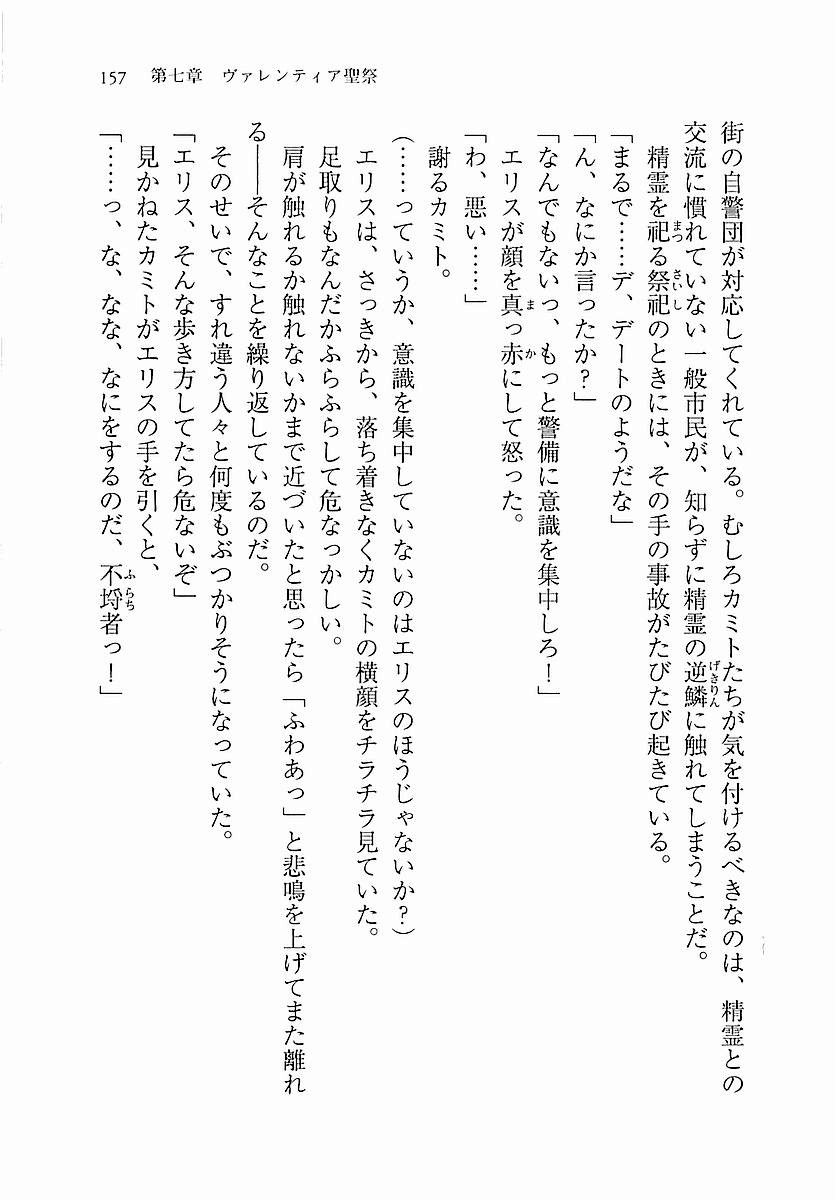 157　第七章　ヴァレンティア聖祭
街の自警団が対応してくれている。むしろカミトたちが気を付けるべきなのは、精霊との
交流に慣れていない一般市民が、知らずに精霊の逆鱗に触れてしまうことだ。
精霊を祀る祭祀のときには、その手の事故がたびたび起きている。
「まるで……デ、デートのようだな」
「ん、なにか言ったか？」
「なんでもないっ、もっと警備に意識を集中しろ！」
エリスが顔を真っ赤にして怒った。
「わ、悪い……」
謝るカミト。
（……っていうか、意識を集中していないのはエリスのほうじゃないか？）
エリスは、さっきから、落ち着きなくカミトの横顔をチラチラ見ていた。
足取りもなんだかふらふらして危なっかしい。
肩が触れるか触れないかまで近づいたと思ったら「ふわあっ」と悲鳴を上げてまた離れ
る――そんなことを繰り返しているのだ。
そのせいで、すれ違う人々と何度もぶつかりそうになっていた。
「エリス、そんな歩き方してたら危ないぞ」
見かねたカミトがエリスの手を引くと、
「……っ、な、なな、なにをするのだ、不埒者っ！」